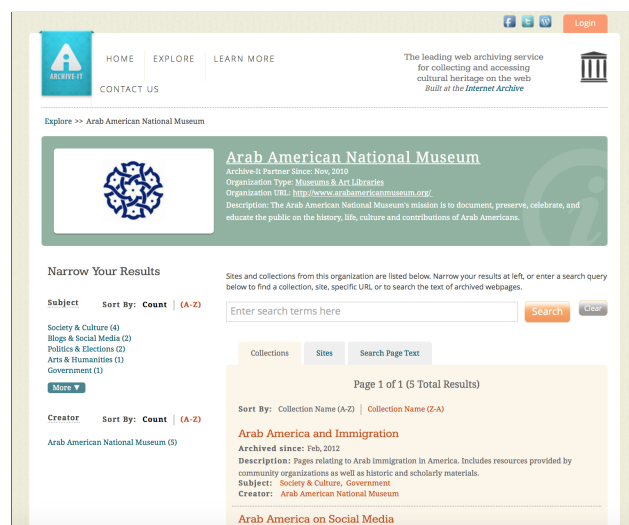 Login
ARCHIVE-IT
HOME EXPLORE LEARN MORE
CONTACT US
The leading web archiving service
for collecting and accessing
cultural heritage on the web
Built at the Internet Archive
Explore >> Arab American National Museum
Arab American National Museum
Archive-It Partner Since: Nov, 2010
Organization Type: Museums & Art Libraries
Organization URL: http://www.arabamericanmuseum.org/
Description: The Arab American National Museum's mission is to document, preserve, celebrate, and
educate the public on the history, life, culture and contributions of Arab Americans.
Narrow Your Results
Subject Sort By: Count | (A-Z)
Society & Culture (4)
Blogs & Social Media (2)
Politics & Elections (2)
Arts & Humanities (1)
Government (1)
More ▼
Creator Sort By: Count | (A-Z)
Arab American National Museum (5)
Sites and collections from this organization are listed below. Narrow your results at left, or enter a search query
below to find a collection, site, specific URL or to search the text of archived webpages.
Enter search terms here Search Clear
Collections Sites Search Page Text
Page 1 of 1 (5 Total Results)
Sort By: Collection Name (A-Z) | Collection Name (Z-A)
Arab America and Immigration
Archived since: Feb, 2012
Description: Pages relating to Arab immigration in America. Includes resources provided by
community organizations as well as historic and scholarly materials.
Subject: Society & Culture, Government
Creator: Arab American National Museum
Arab America on Social Media